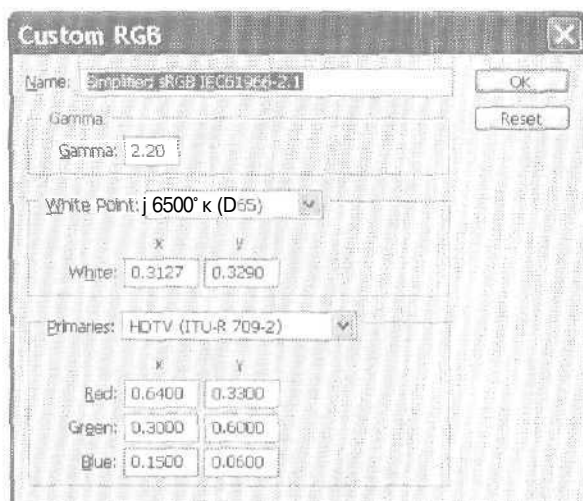 Custom RGB
Name: Simplified sRGB IEC61966-2.1
OK
Reset
Gamma
Gamma: 2.20
White Point: j 6500° к (D65)
x y
White: 0.3127 0.3290
Primaries: HDTV (ITU-R 709-2)
x y
Red: 0.6400 0.3300
Green: 0.3000 0.6000
Blue: 0.1500 0.0600